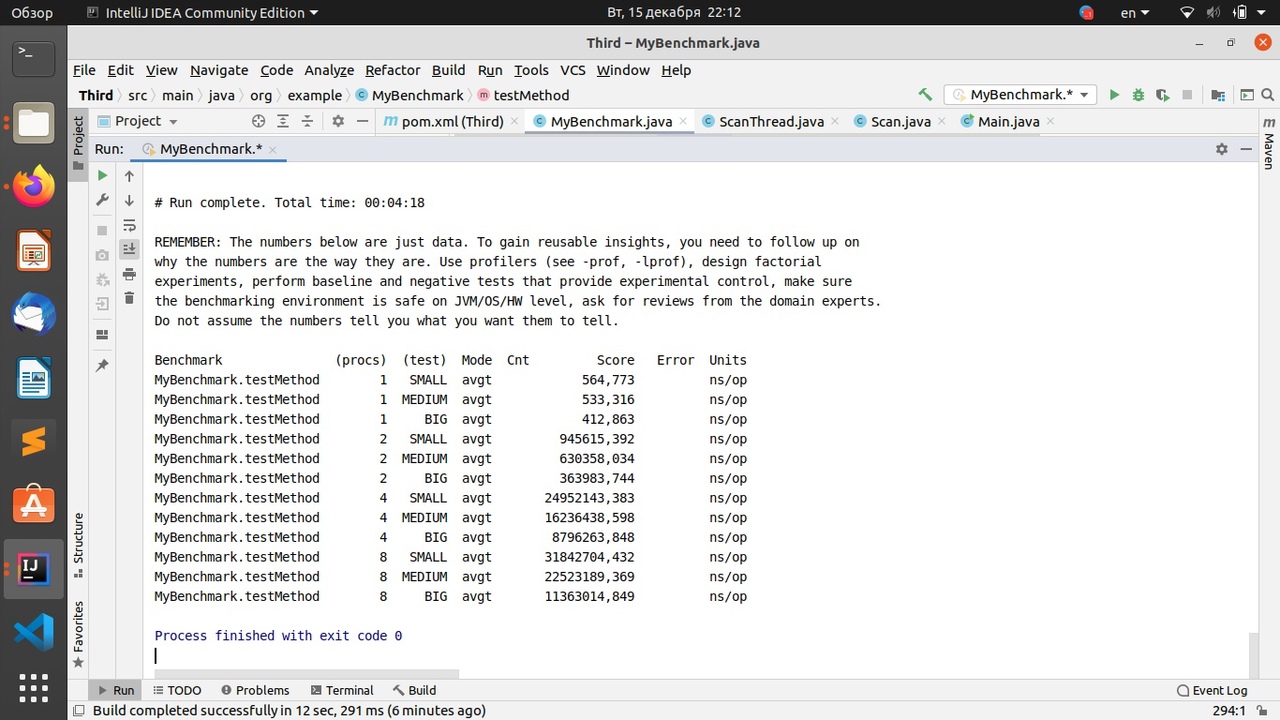 Обзор IntelliJ IDEA Community Edition Вт, 15 декабря 22:12 en
Third – MyBenchmark.java
File Edit View Navigate Code Analyze Refactor Build Run Tools VCS Window Help
Third src main java org example MyBenchmark testMethod MyBenchmark.*
Project pom.xml (Third) MyBenchmark.java ScanThread.java Scan.java Main.java
Project
Maven
Run: MyBenchmark.*
# Run complete. Total time: 00:04:18
REMEMBER: The numbers below are just data. To gain reusable insights, you need to follow up on
why the numbers are the way they are. Use profilers (see -prof, -lprof), design factorial
experiments, perform baseline and negative tests that provide experimental control, make sure
the benchmarking environment is safe on JVM/OS/HW level, ask for reviews from the domain experts.
Do not assume the numbers tell you what you want them to tell.
Benchmark (procs) (test) Mode Cnt Score Error Units
MyBenchmark.testMethod 1 SMALL avgt 564,773 ns/op
MyBenchmark.testMethod 1 MEDIUM avgt 533,316 ns/op
MyBenchmark.testMethod 1 BIG avgt 412,863 ns/op
MyBenchmark.testMethod 2 SMALL avgt 945615,392 ns/op
MyBenchmark.testMethod 2 MEDIUM avgt 630358,034 ns/op
MyBenchmark.testMethod 2 BIG avgt 363983,744 ns/op
MyBenchmark.testMethod 4 SMALL avgt 24952143,383 ns/op
MyBenchmark.testMethod 4 MEDIUM avgt 16236438,598 ns/op
MyBenchmark.testMethod 4 BIG avgt 8796263,848 ns/op
MyBenchmark.testMethod 8 SMALL avgt 31842704,432 ns/op
MyBenchmark.testMethod 8 MEDIUM avgt 22523189,369 ns/op
MyBenchmark.testMethod 8 BIG avgt 11363014,849 ns/op
Process finished with exit code 0
Structure
Favorites
Run TODO Problems Terminal Build Event Log
Build completed successfully in 12 sec, 291 ms (6 minutes ago) 294:1